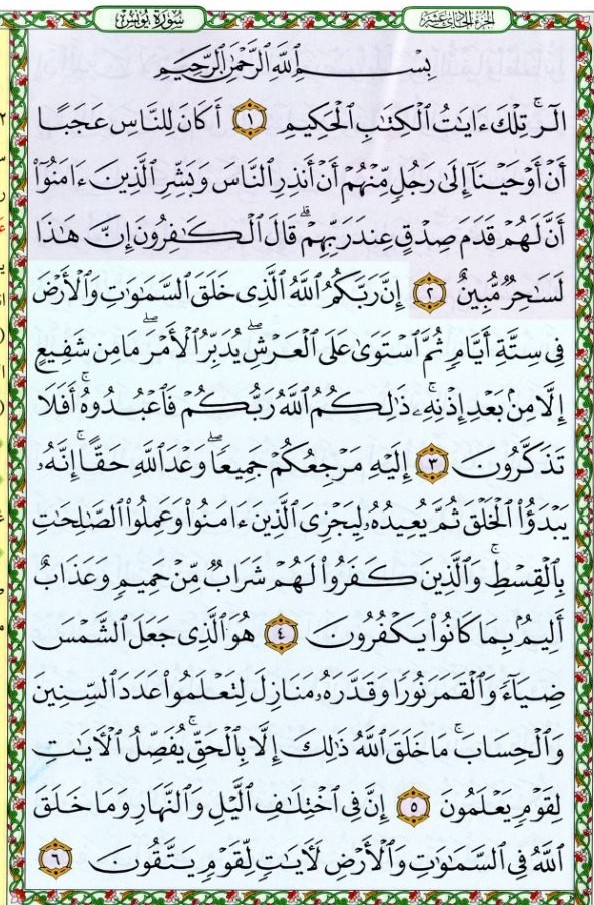 الجزء الحادي عشر
سورة يونس
بِسْمِ ٱللَّهِ ٱلرَّحْمَٰنِ ٱلرَّحِيمِ
الٓرۚ تِلْكَ ءَايَٰتُ ٱلْكِتَٰبِ ٱلْحَكِيمِ ١ أَكَانَ لِلنَّاسِ عَجَبًا
أَنْ أَوْحَيْنَآ إِلَىٰ رَجُلٍ مِّنْهُمْ أَنْ أَنذِرِ ٱلنَّاسَ وَبَشِّرِ ٱلَّذِينَ ءَامَنُوٓا۟
أَنَّ لَهُمْ قَدَمَ صِدْقٍ عِندَ رَبِّهِمْۗ قَالَ ٱلْكَٰفِرُونَ إِنَّ هَٰذَا
لَسَٰحِرٌ مُّبِينٌ ٢ إِنَّ رَبَّكُمُ ٱللَّهُ ٱلَّذِى خَلَقَ ٱلسَّمَٰوَٰتِ وَٱلْأَرْضَ
فِى سِتَّةِ أَيَّامٍ ثُمَّ ٱسْتَوَىٰ عَلَى ٱلْعَرْشِۖ يُدَبِّرُ ٱلْأَمْرَۖ مَا مِن شَفِيعٍ
إِلَّا مِنۢ بَعْدِ إِذْنِهِۦۚ ذَٰلِكُمُ ٱللَّهُ رَبُّكُمْ فَٱعْبُدُوهُۚ أَفَلَا
تَذَكَّرُونَ ٣ إِلَيْهِ مَرْجِعُكُمْ جَمِيعًاۖ وَعْدَ ٱللَّهِ حَقًّاۚ إِنَّهُۥ
يَبْدَؤُا۟ ٱلْخَلْقَ ثُمَّ يُعِيدُهُۥ لِيَجْزِىَ ٱلَّذِينَ ءَامَنُوا۟ وَعَمِلُوا۟ ٱلصَّٰلِحَٰتِ
بِٱلْقِسْطِۚ وَٱلَّذِينَ كَفَرُوا۟ لَهُمْ شَرَابٌ مِّنْ حَمِيمٍ وَعَذَابٌ
أَلِيمٌۢ بِمَا كَانُوا۟ يَكْفُرُونَ ٤ هُوَ ٱلَّذِى جَعَلَ ٱلشَّمْسَ
ضِيَآءً وَٱلْقَمَرَ نُورًا وَقَدَّرَهُۥ مَنَازِلَ لِتَعْلَمُوا۟ عَدَدَ ٱلسِّنِينَ
وَٱلْحِسَابَۚ مَا خَلَقَ ٱللَّهُ ذَٰلِكَ إِلَّا بِٱلْحَقِّۚ يُفَصِّلُ ٱلْءَايَٰتِ
لِقَوْمٍ يَعْلَمُونَ ٥ إِنَّ فِى ٱخْتِلَٰفِ ٱلَّيْلِ وَٱلنَّهَارِ وَمَا خَلَقَ
ٱللَّهُ فِى ٱلسَّمَٰوَٰتِ وَٱلْأَرْضِ لَءَايَٰتٍ لِّقَوْمٍ يَتَّقُونَ ٦